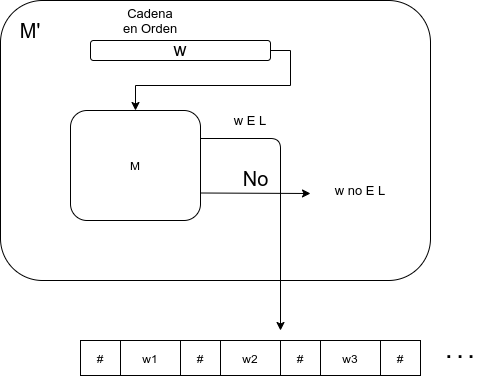 M'
Cadena
en Orden
w
M
w E L
No
w no E L
# w1 # w2 # w3 # ...